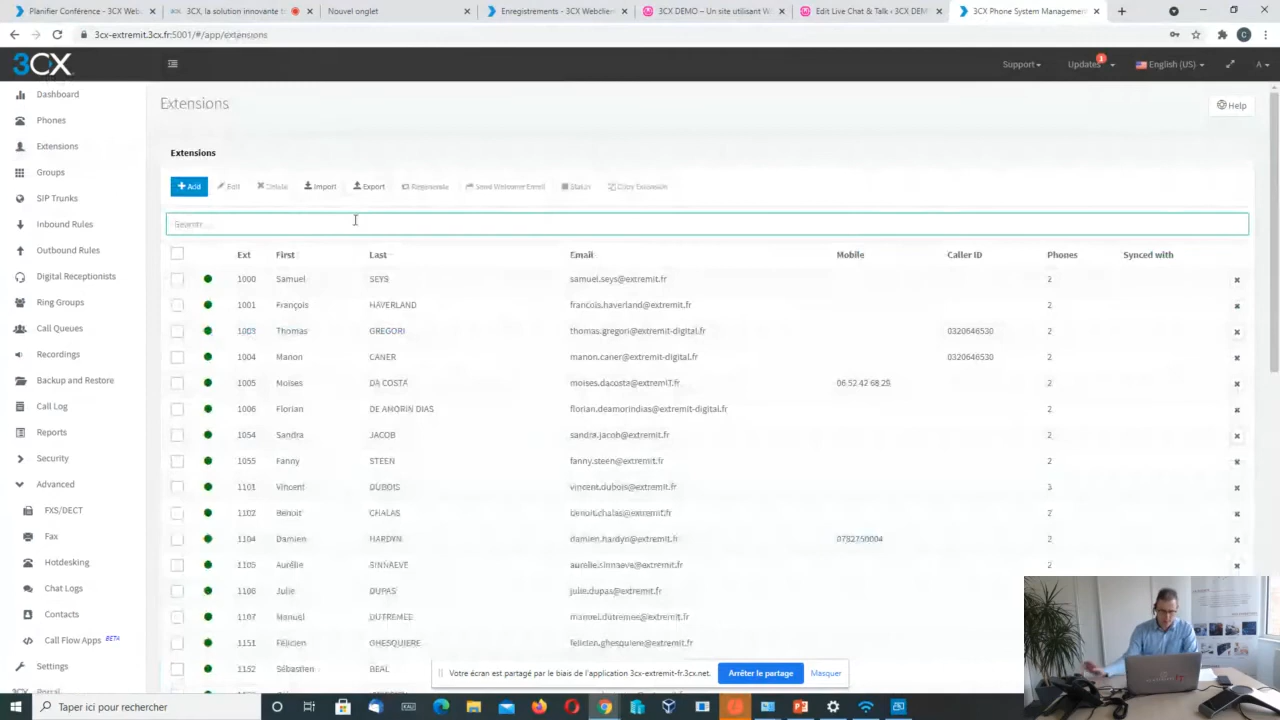 Planifier Conférence - 3CX Web
3CX, la solution innovante t
Nouvel onglet
Enregistrements - 3CX Webclien
3CX DEMO – Un site utilisant W
Edit Live Chat & Talk ‹ 3CX DEM
3CX Phone System Management
3cx-extremit.3cx.fr:5001/#/app/extensions
C
3CX
Support
Updates 1
English (US)
A
Dashboard
Phones
Extensions
Groups
SIP Trunks
Inbound Rules
Outbound Rules
Digital Receptionists
Ring Groups
Call Queues
Recordings
Backup and Restore
Call Log
Reports
Security
Advanced
FXS/DECT
Fax
Hotdesking
Chat Logs
Contacts
Call Flow Apps BETA
Settings
Extensions
Help
Extensions
Add Edit Delete Import Export Regenerate Send Welcome Email Status Copy Extension
Search...
Ext First Last Email Mobile Caller ID Phones Synced with
1000 Samuel SEYS samuel.seys@extremit.fr 2
1001 François HAVERLAND francois.haverland@extremit.fr 2
1003 Thomas GREGORI thomas.gregori@extremit-digital.fr 0320646530 2
1004 Manon CANER manon.caner@extremit-digital.fr 0320646530 2
1005 Moises DA COSTA moises.dacosta@extremIT.fr 06 52 42 68 25 2
1006 Florian DE AMORIN DIAS florian.deamorindias@extremit-digital.fr 2
1054 Sandra JACOB sandra.jacob@extremit.fr 2
1055 Fanny STEEN fanny.steen@extremit.fr 2
1101 Vincent DUBOIS vincent.dubois@extremit.fr 3
1102 Benoit CHALAS benoit.chalas@extremit.fr 2
1104 Damien HARDYN damien.hardyn@extremit.fr 0782750004 2
1105 Aurélie SINNAEVE aurelie.sinnaeve@extremit.fr 2
1106 Julie DUPAS julie.dupas@extremit.fr
1107 Manuel DUTREMEE manuel.dutremee@extremit.fr
1151 Félicien GHESQUIERE felicien.ghesquiere@extremit.fr
1152 Sébastien BEAL
Votre écran est partagé par le biais de l'application 3cx-extremit-fr.3cx.net.
Arrêter le partage
Masquer
Taper ici pour rechercher